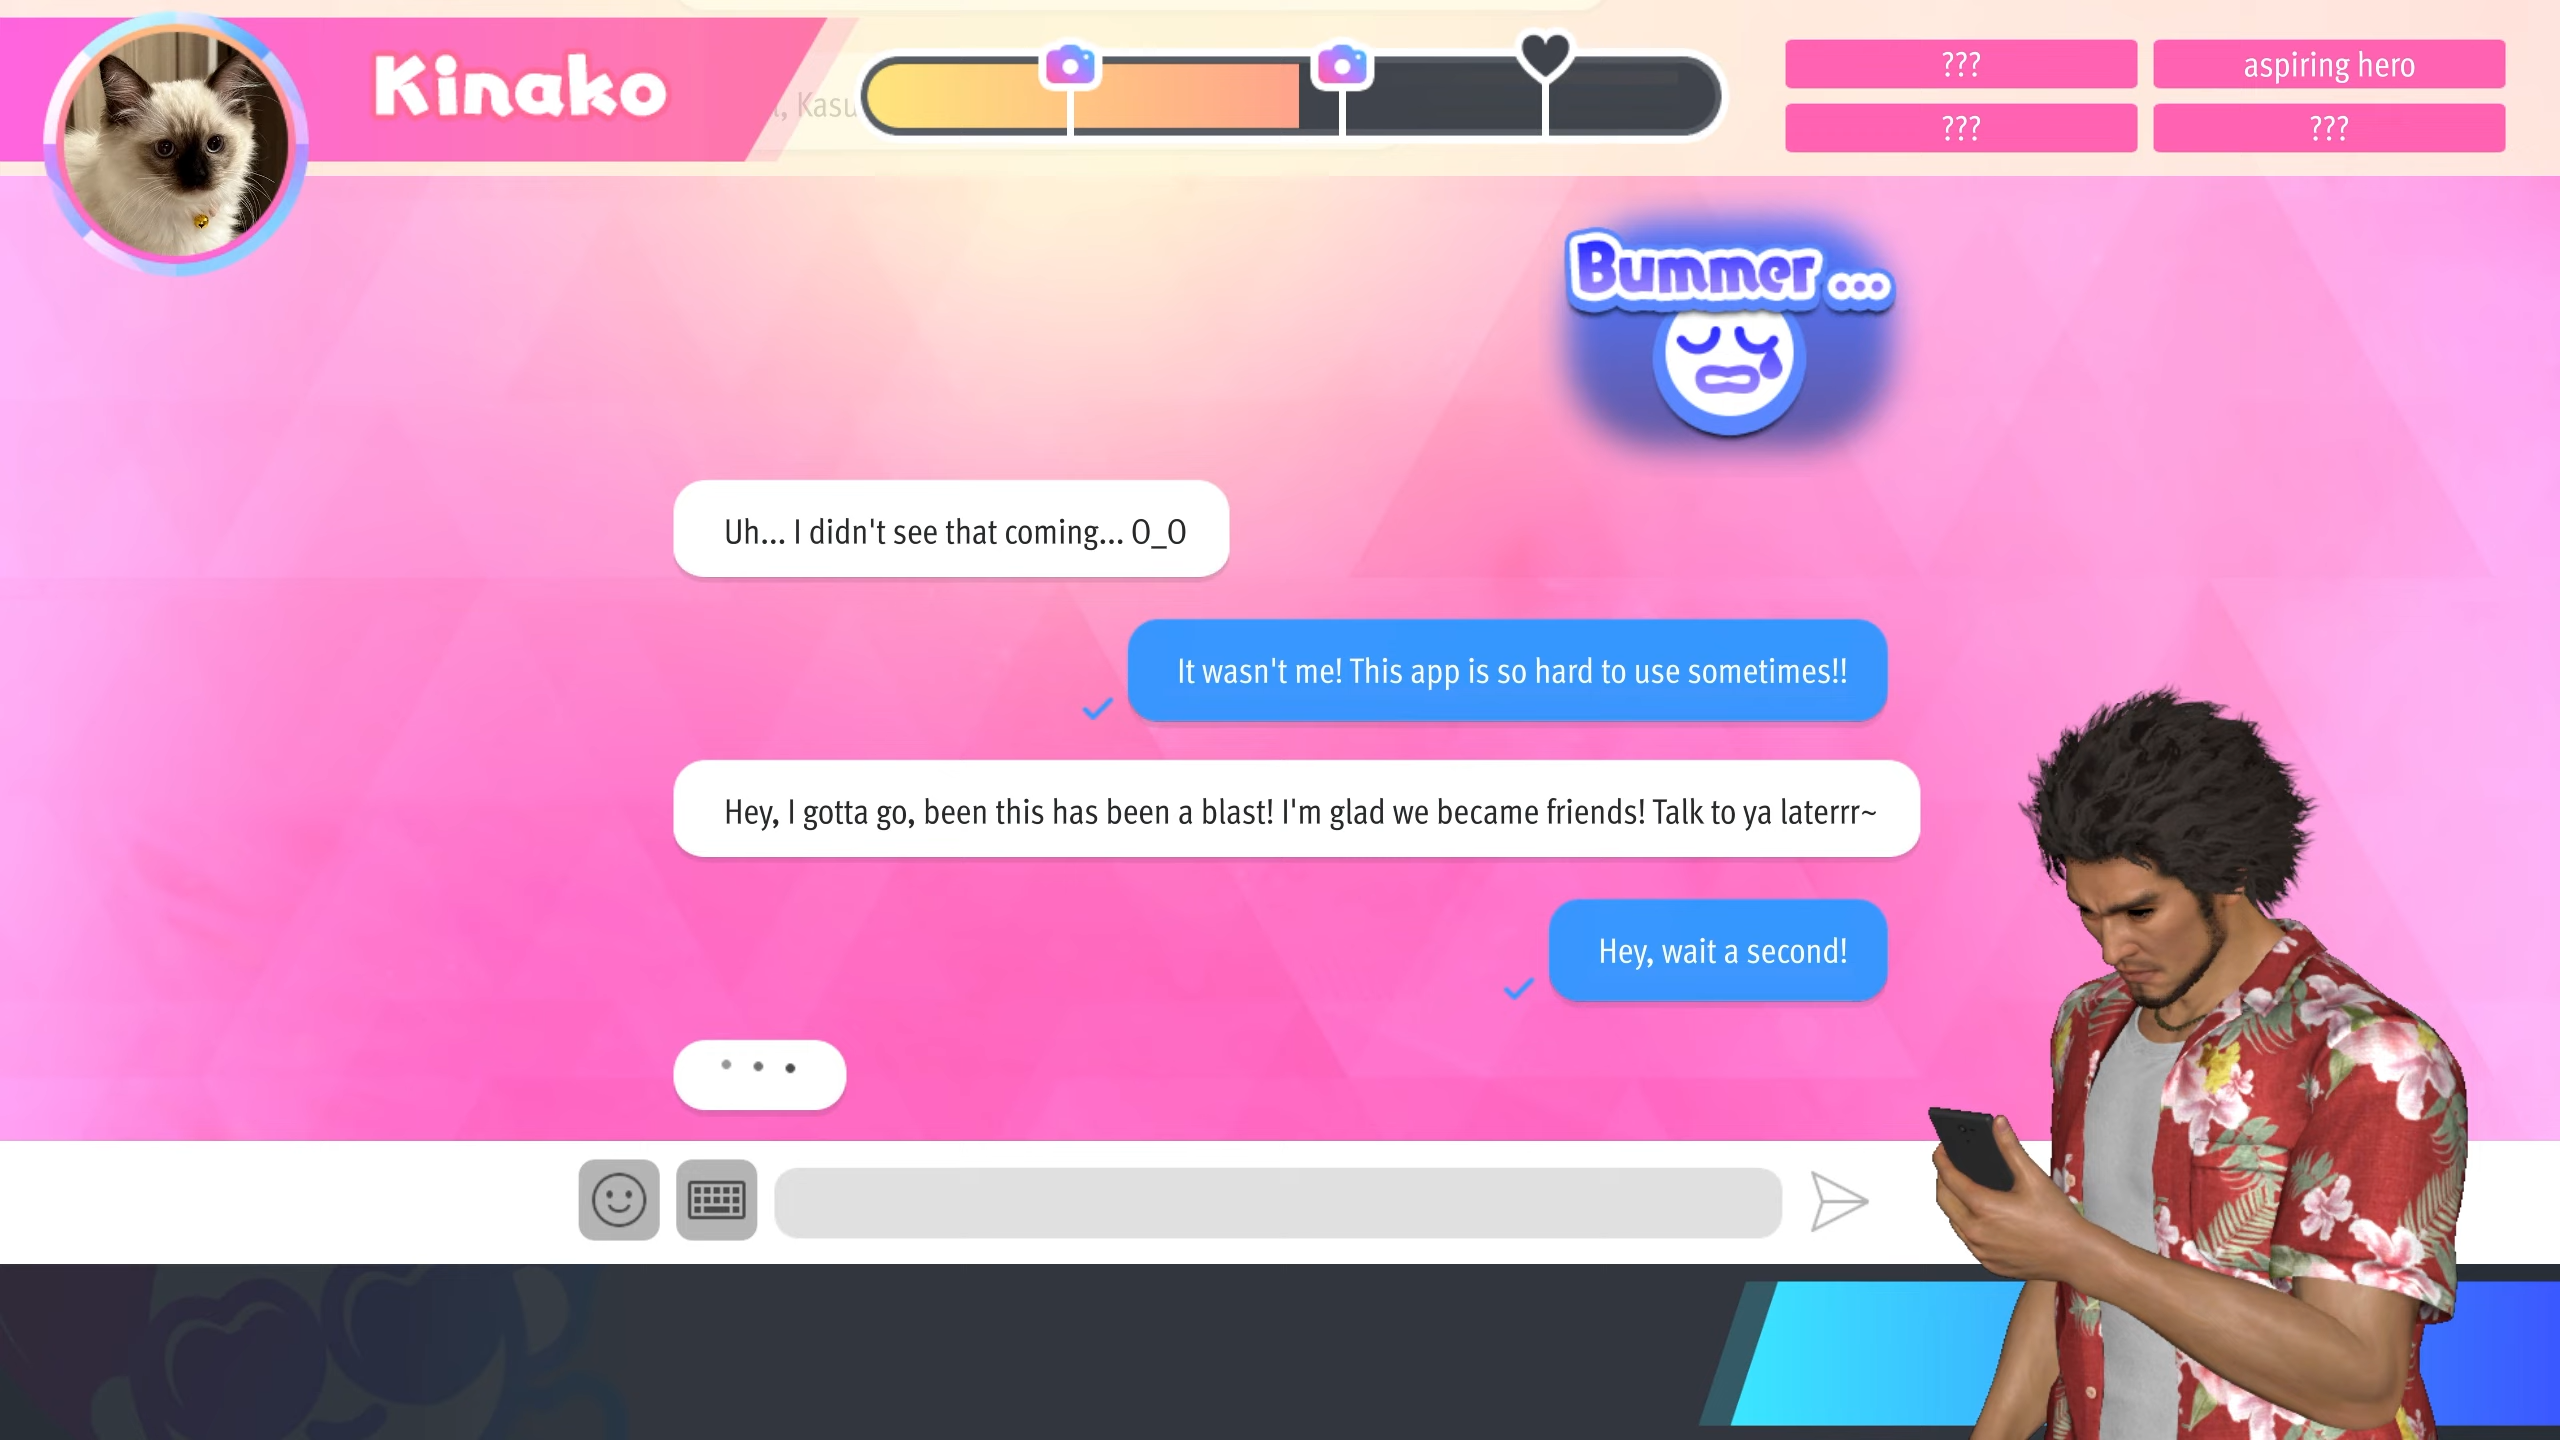 Kinako
, Kasu
???
aspiring hero
???
???
Bummer...
Uh... I didn't see that coming... O_O
It wasn't me! This app is so hard to use sometimes!!
Hey, I gotta go, been this has been a blast! I'm glad we became friends! Talk to ya laterrr~
Hey, wait a second!